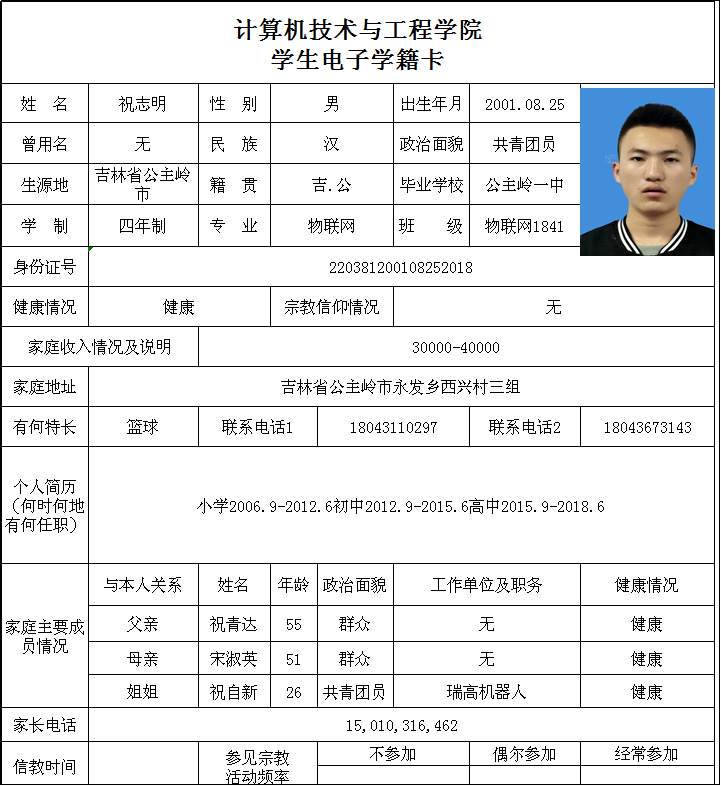 计算机技术与工程学院
学生电子学籍卡
姓 名 祝志明 性 别 男 出生年月 2001.08.25
曾用名 无 民 族 汉 政治面貌 共青团员
生源地 吉林省公主岭市 籍 贯 吉.公 毕业学校 公主岭一中
学 制 四年制 专 业 物联网 班 级 物联网1841
身份证号 220381200108252018
健康情况 健康 宗教信仰情况 无
家庭收入情况及说明 30000-40000
家庭地址 吉林省公主岭市永发乡西兴村三组
有何特长 篮球 联系电话1 18043110297 联系电话2 18043673143
个人简历
（何时何地
有何任职）
小学2006.9-2012.6初中2012.9-2015.6高中2015.9-2018.6
家庭主要成
员情况
与本人关系 姓名 年龄 政治面貌 工作单位及职务 健康情况
父亲 祝青达 55 群众 无 健康
母亲 宋淑英 51 群众 无 健康
姐姐 祝自新 26 共青团员 瑞高机器人 健康
家长电话 15,010,316,462
信教时间 参见宗教
活动频率
不参加 偶尔参加 经常参加